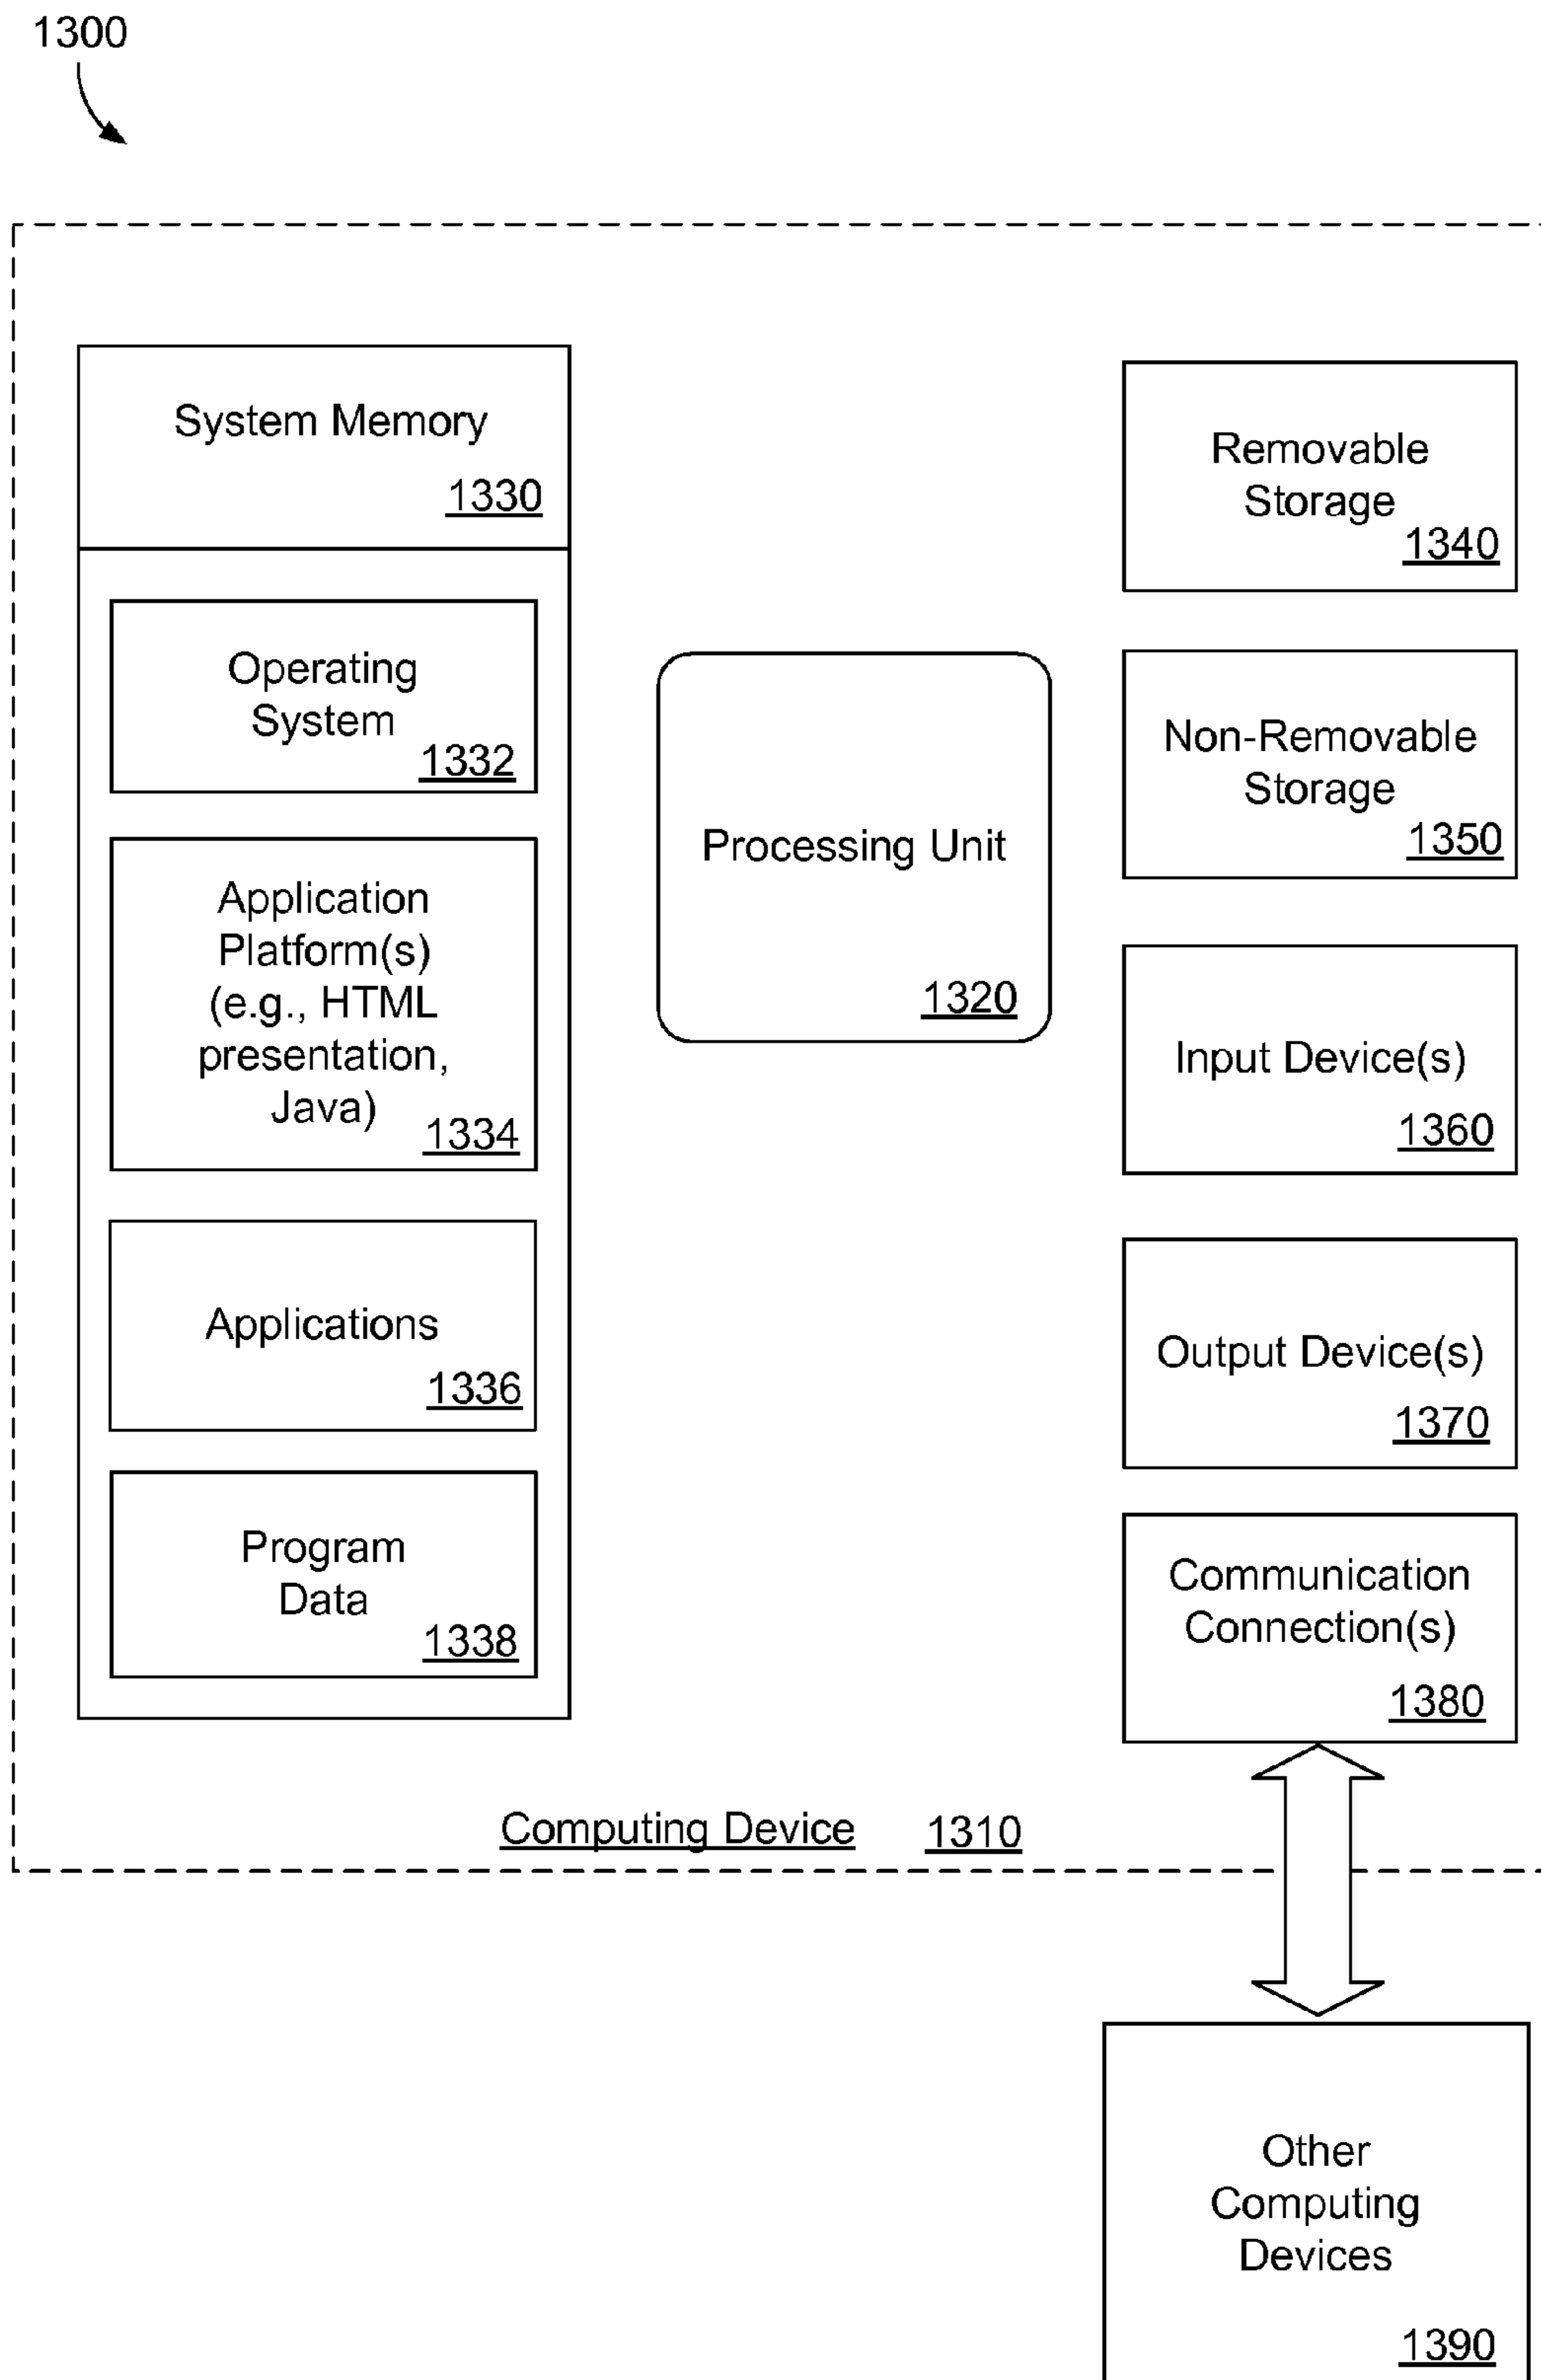 1300
System Memory
1330
Operating
System
1332
Application
Platform(s)
(e.g., HTML
presentation,
Java)
1334
Applications
1336
Program
Data
1338
Processing Unit
1320
Removable
Storage
1340
Non-Removable
Storage
1350
Input Device(s)
1360
Output Device(s)
1370
Communication
Connection(s)
1380
Computing Device 1310
Other
Computing
Devices
1390